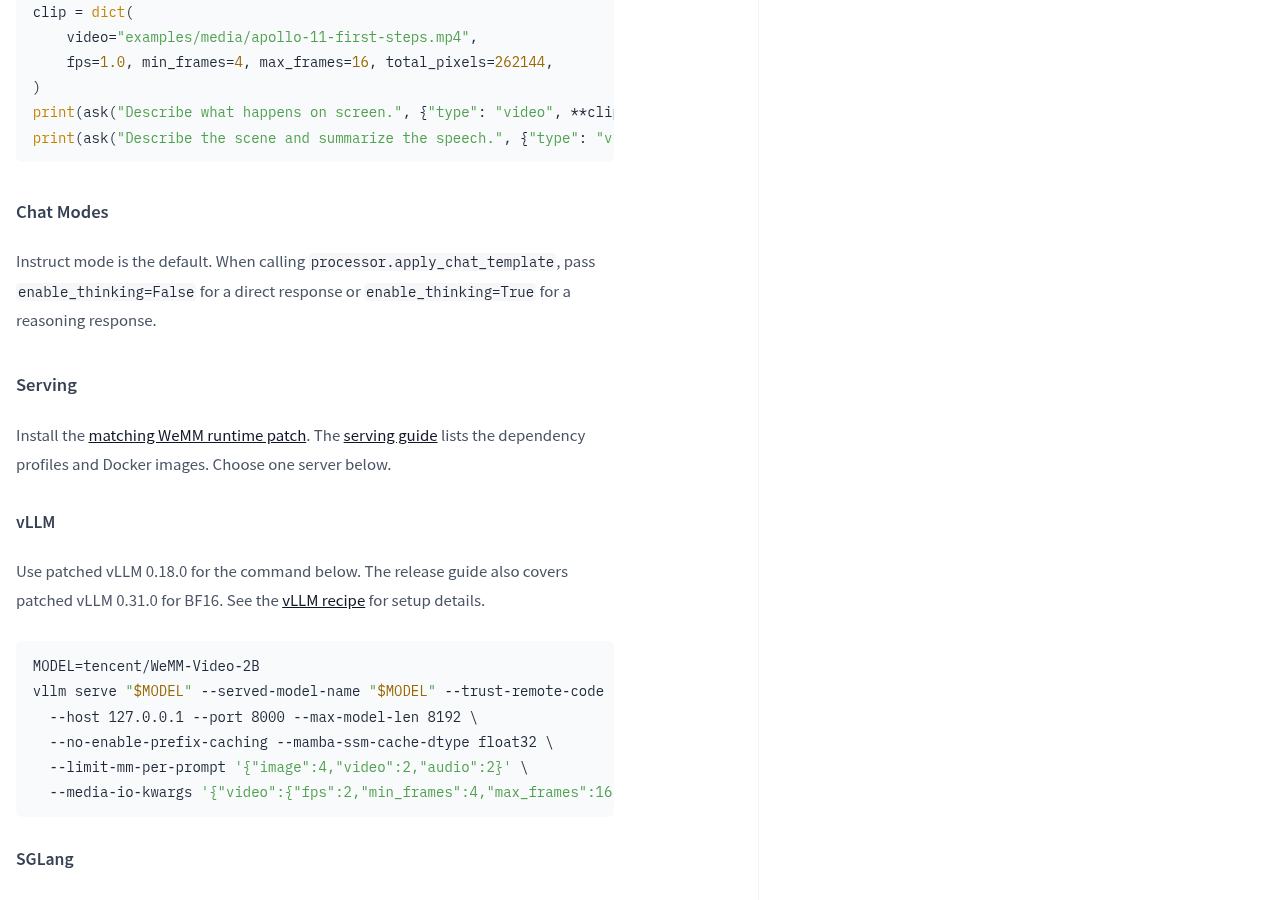 clip = dict(
    video="examples/media/apollo-11-first-steps.mp4",
    fps=1.0, min_frames=4, max_frames=16, total_pixels=262144,
)
print(ask("Describe what happens on screen.", {"type": "video", **cli
print(ask("Describe the scene and summarize the speech.", {"type": "v
Chat Modes
Instruct mode is the default. When calling processor.apply_chat_template, pass
enable_thinking=False for a direct response or enable_thinking=True for a
reasoning response.
Serving
Install the matching WeMM runtime patch. The serving guide lists the dependency
profiles and Docker images. Choose one server below.
vLLM
Use patched vLLM 0.18.0 for the command below. The release guide also covers
patched vLLM 0.31.0 for BF16. See the vLLM recipe for setup details.
MODEL=tencent/WeMM-Video-2B
vllm serve "$MODEL" --served-model-name "$MODEL" --trust-remote-code
  --host 127.0.0.1 --port 8000 --max-model-len 8192 \
  --no-enable-prefix-caching --mamba-ssm-cache-dtype float32 \
  --limit-mm-per-prompt '{"image":4,"video":2,"audio":2}' \
  --media-io-kwargs '{"video":{"fps":2,"min_frames":4,"max_frames":16
SGLang